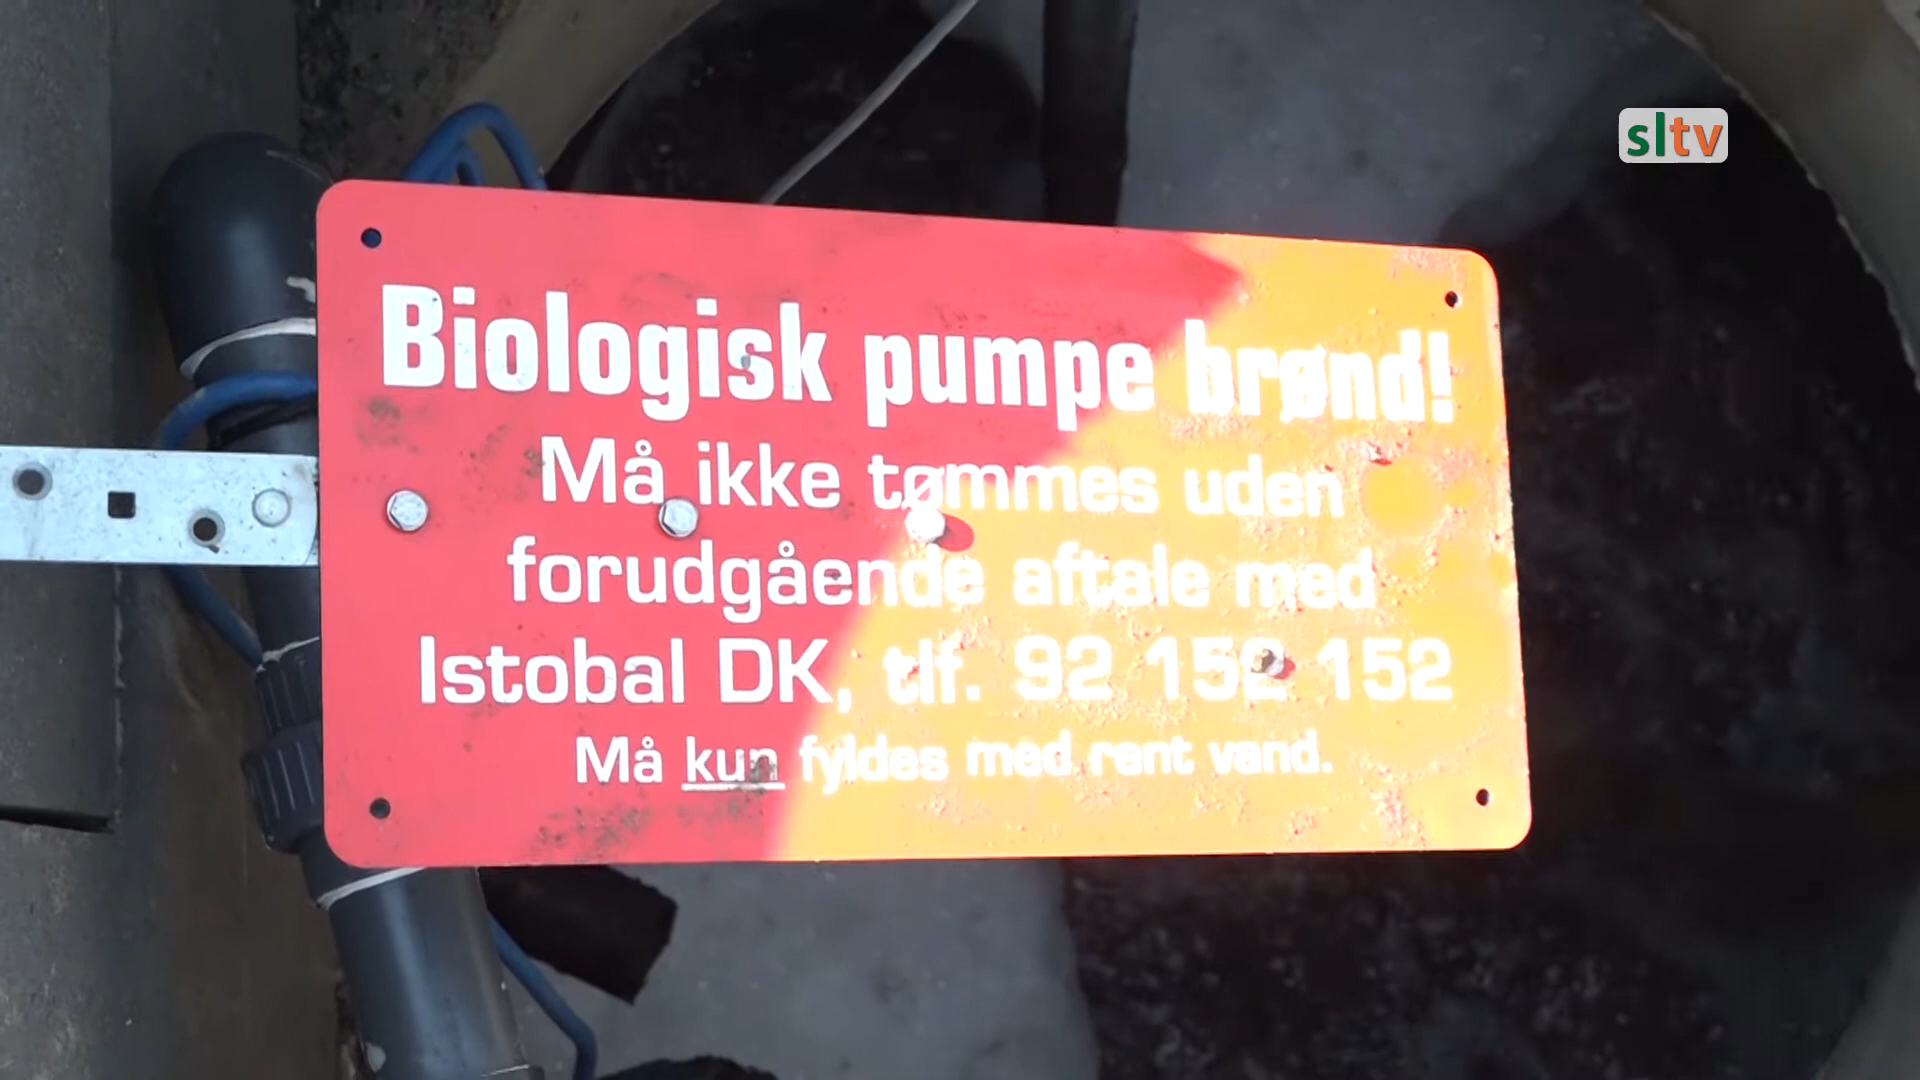 sltv
Biologisk pumpe brønd!
Må ikke tømmes uden
forudgående aftale med
Istobal DK, tlf. 92 152 152
Må kun fyldes med rent vand.